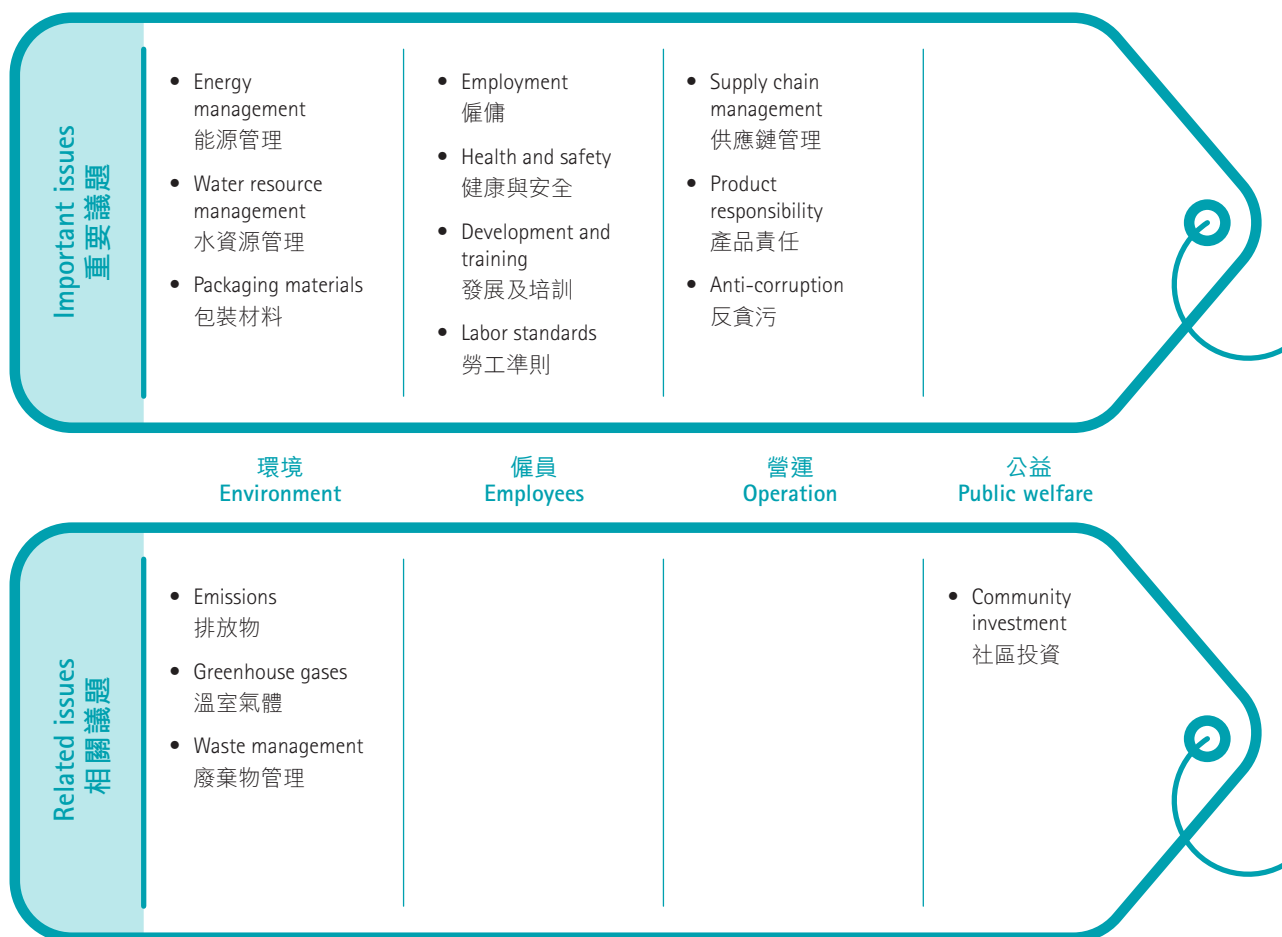 Important issues
重要議題
• Energy
management
能源管理
• Water resource
management
水資源管理
• Packaging materials
包裝材料
• Employment
僱傭
• Health and safety
健康與安全
• Development and
training
發展及培訓
• Labor standards
勞工準則
• Supply chain
management
供應鏈管理
• Product
responsibility
產品責任
• Anti-corruption
反貪污
環境
Environment
僱員
Employees
營運
Operation
公益
Public welfare
Related issues
相關議題
• Emissions
排放物
• Greenhouse gases
溫室氣體
• Waste management
廢棄物管理
• Community
investment
社區投資